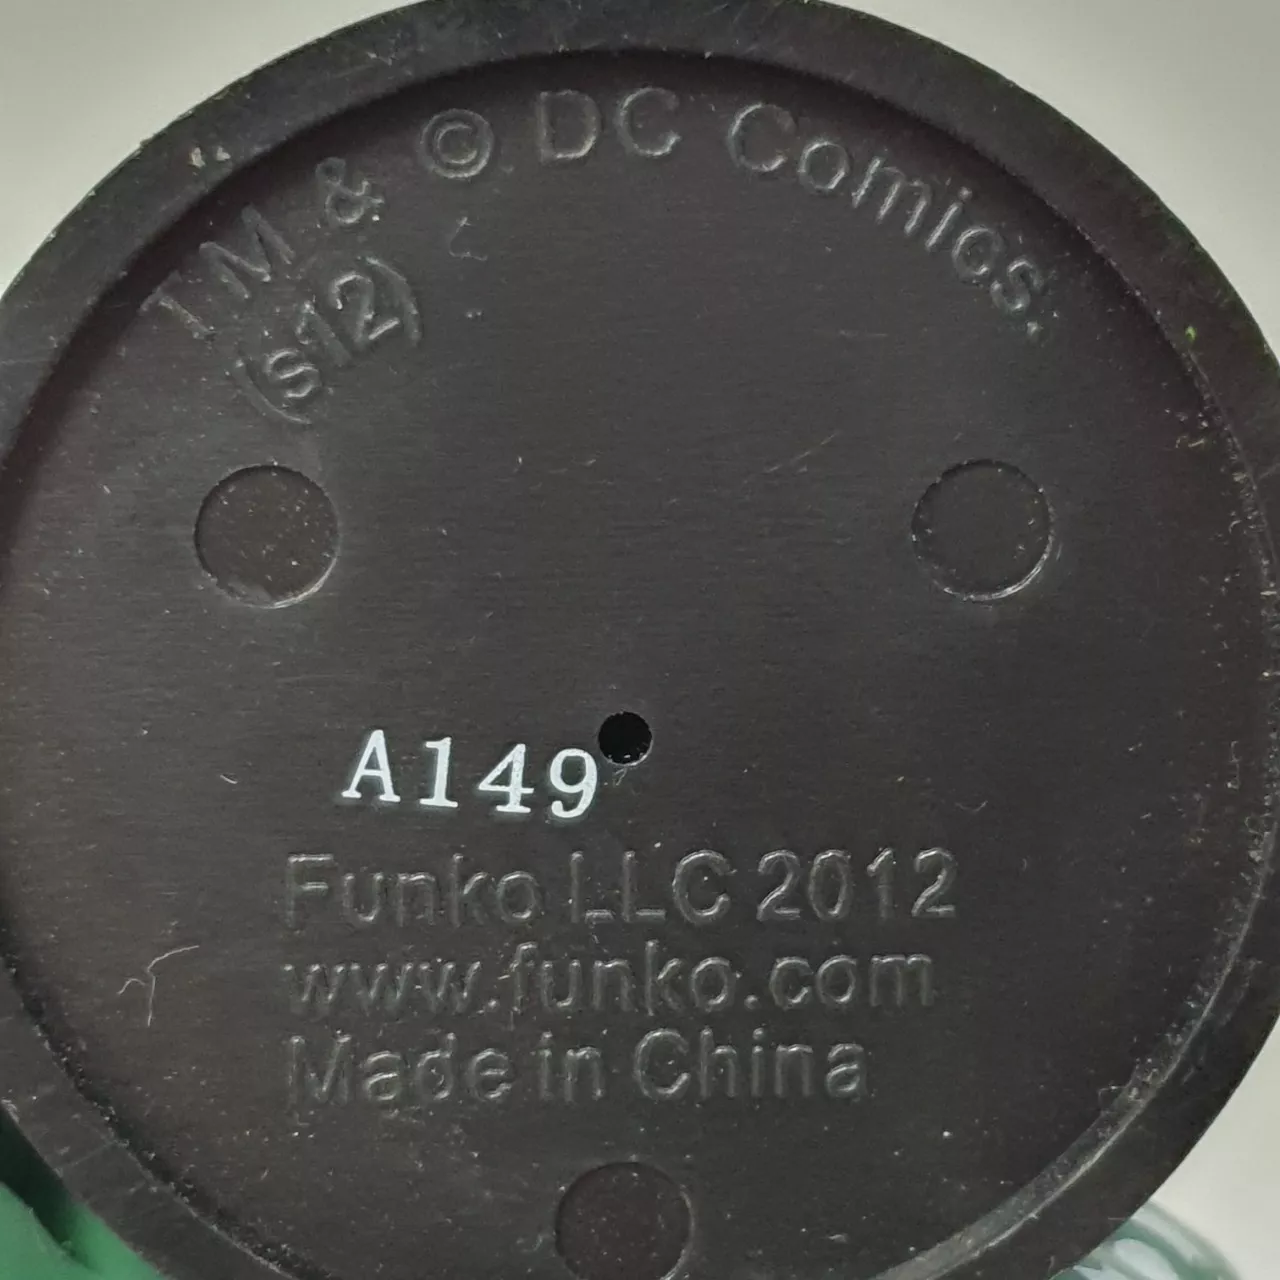 TM & © DC Comics.
(s12)
A149
Funko LLC 2012
www.funko.com
Made in China